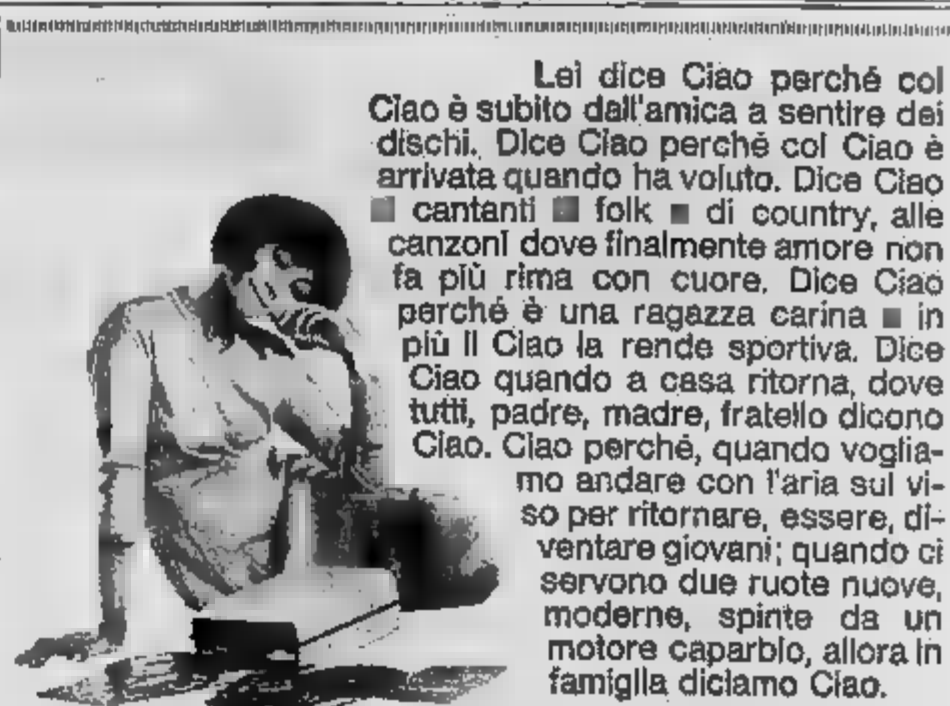 Lei dice Ciao perché col
Ciao è subito dall'amica a sentire dei
dischi. Dice Ciao perché col Ciao è
arrivata quando ha voluto. Dice Ciao
cantanti folk di country, alle
canzoni dove finalmente amore non
fa più rima con cuore. Dice Ciao
perché è una ragazza carina in
più il Ciao la rende sportiva. Dice
Ciao quando a casa ritorna, dove
tutti, padre, madre, fratello dicono
Ciao. Ciao perché, quando voglia-
mo andare con l'aria sul vi-
so per ritornare, essere, di-
ventare giovani; quando ci
servono due ruote nuove,
moderne, spinte da un
motore caparbio, allora in
famiglia diciamo Ciao.